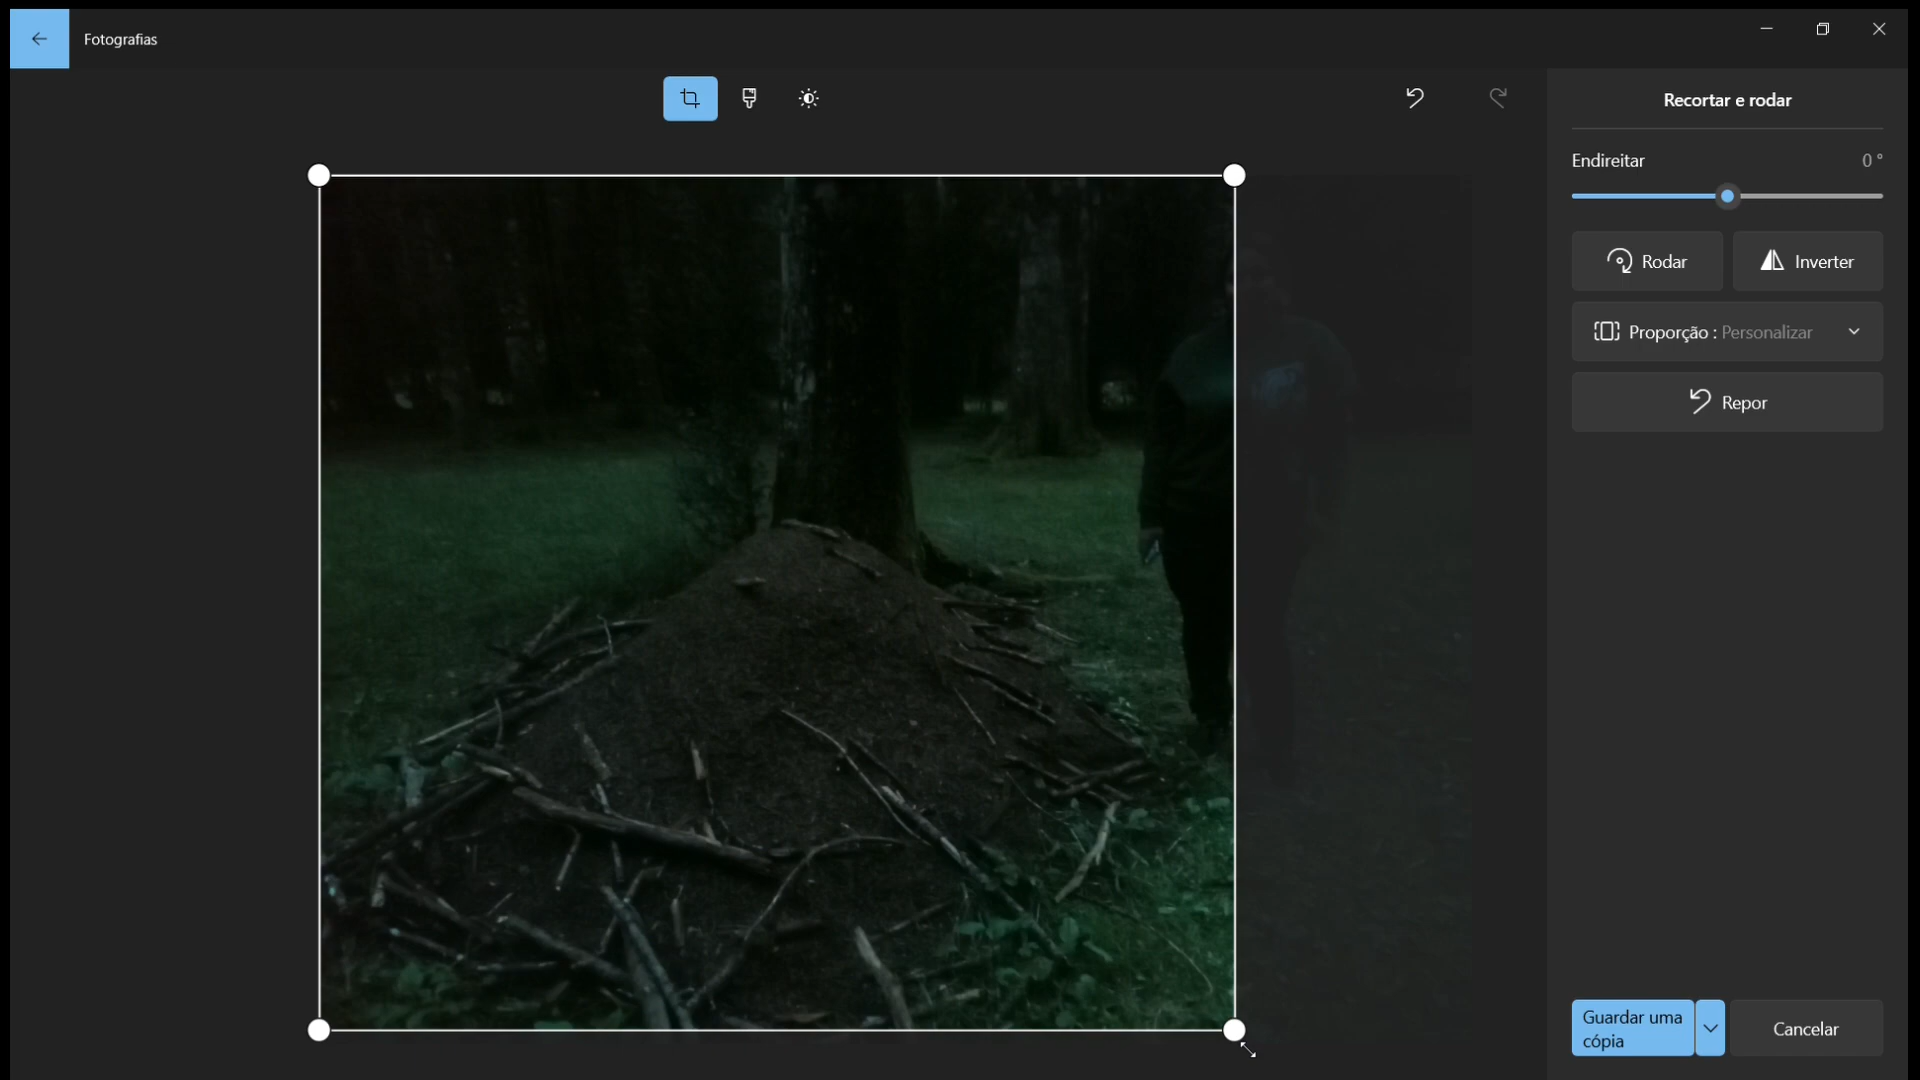 Fotografias
Recortar e rodar
Endireitar 0 °
Rodar Inverter
Proporção : Personalizar
Repor
Guardar uma
cópia
Cancelar